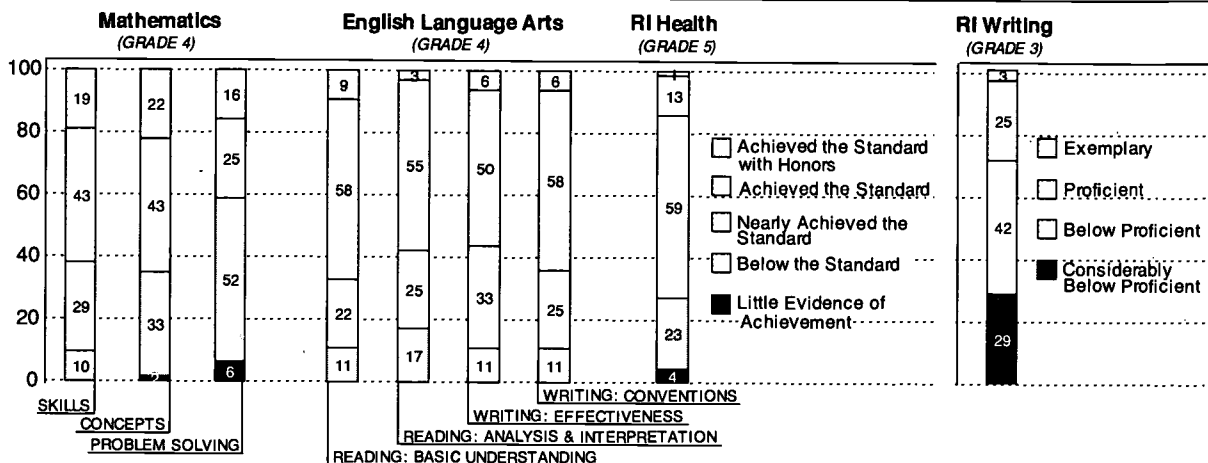 Mathematics
(GRADE 4)
English Language Arts
(GRADE 4)
RI Health
(GRADE 5)
RI Writing
(GRADE 3)
100
80
60
40
20
0
19
43
29
10
22
43
33
2
16
25
52
6
9
58
22
11
3
55
25
17
6
50
33
11
6
58
25
11
1
13
59
23
4
Achieved the Standard
with Honors
Achieved the Standard
Nearly Achieved the
Standard
Below the Standard
Little Evidence of
Achievement
3
25
42
29
Exemplary
Proficient
Below Proficient
Considerably
Below Proficient
SKILLS
CONCEPTS
PROBLEM SOLVING
WRITING: CONVENTIONS
WRITING: EFFECTIVENESS
READING: ANALYSIS & INTERPRETATION
READING: BASIC UNDERSTANDING